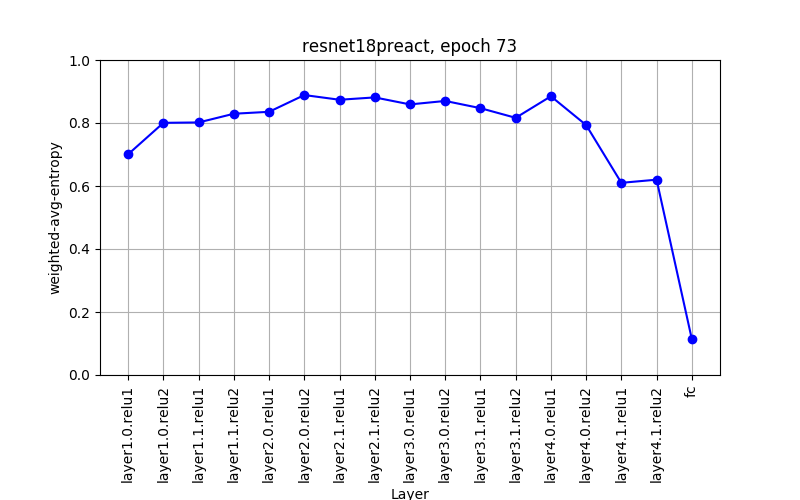 resnet18preact, epoch 73
weighted-avg-entropy
1.0
0.8
0.6
0.4
0.2
0.0
layer1.0.relu1
layer1.0.relu2
layer1.1.relu1
layer1.1.relu2
layer2.0.relu1
layer2.0.relu2
layer2.1.relu1
layer2.1.relu2
layer3.0.relu1
layer3.0.relu2
layer3.1.relu1
layer3.1.relu2
layer4.0.relu1
layer4.0.relu2
layer4.1.relu1
layer4.1.relu2
fc
Layer